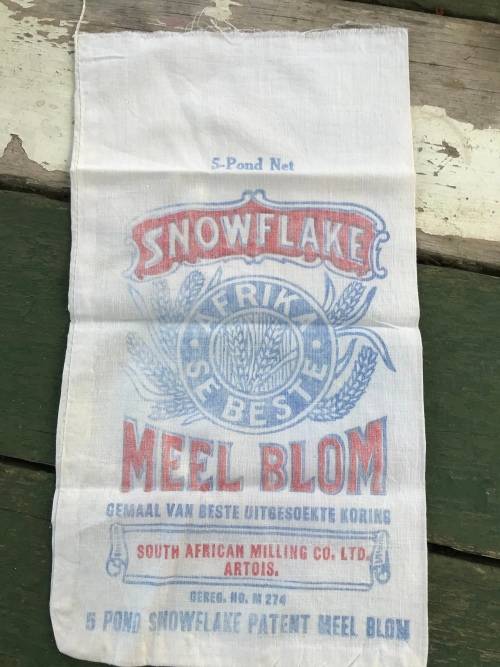 5-Pond Net
SNOWFLAKE
AFRIKA
SE BESTE
MEEL BLOM
GEMAAL VAN BESTE UITGESOEKTE KORING
SOUTH AFRICAN MILLING CO. LTD.
ARTOIS.
GEREG. NO. M 274
5 POND SNOWFLAKE PATENT MEEL BLOM